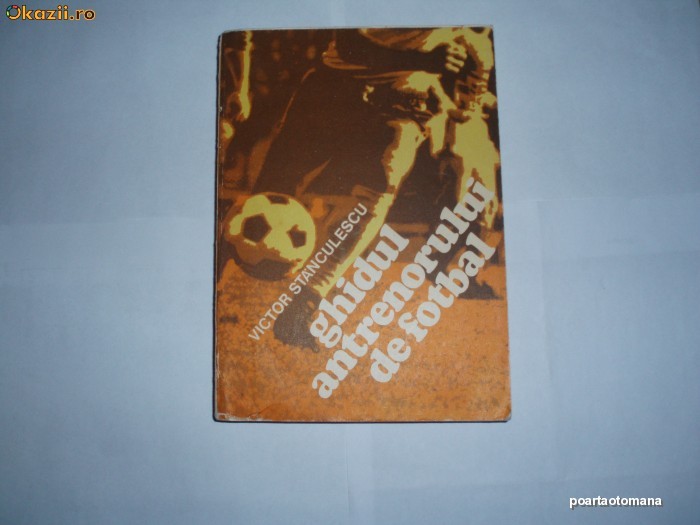 Okazii.ro
VICTOR STANCULESCU
ghidul
antrenorului
de fotbal
poartaotomana